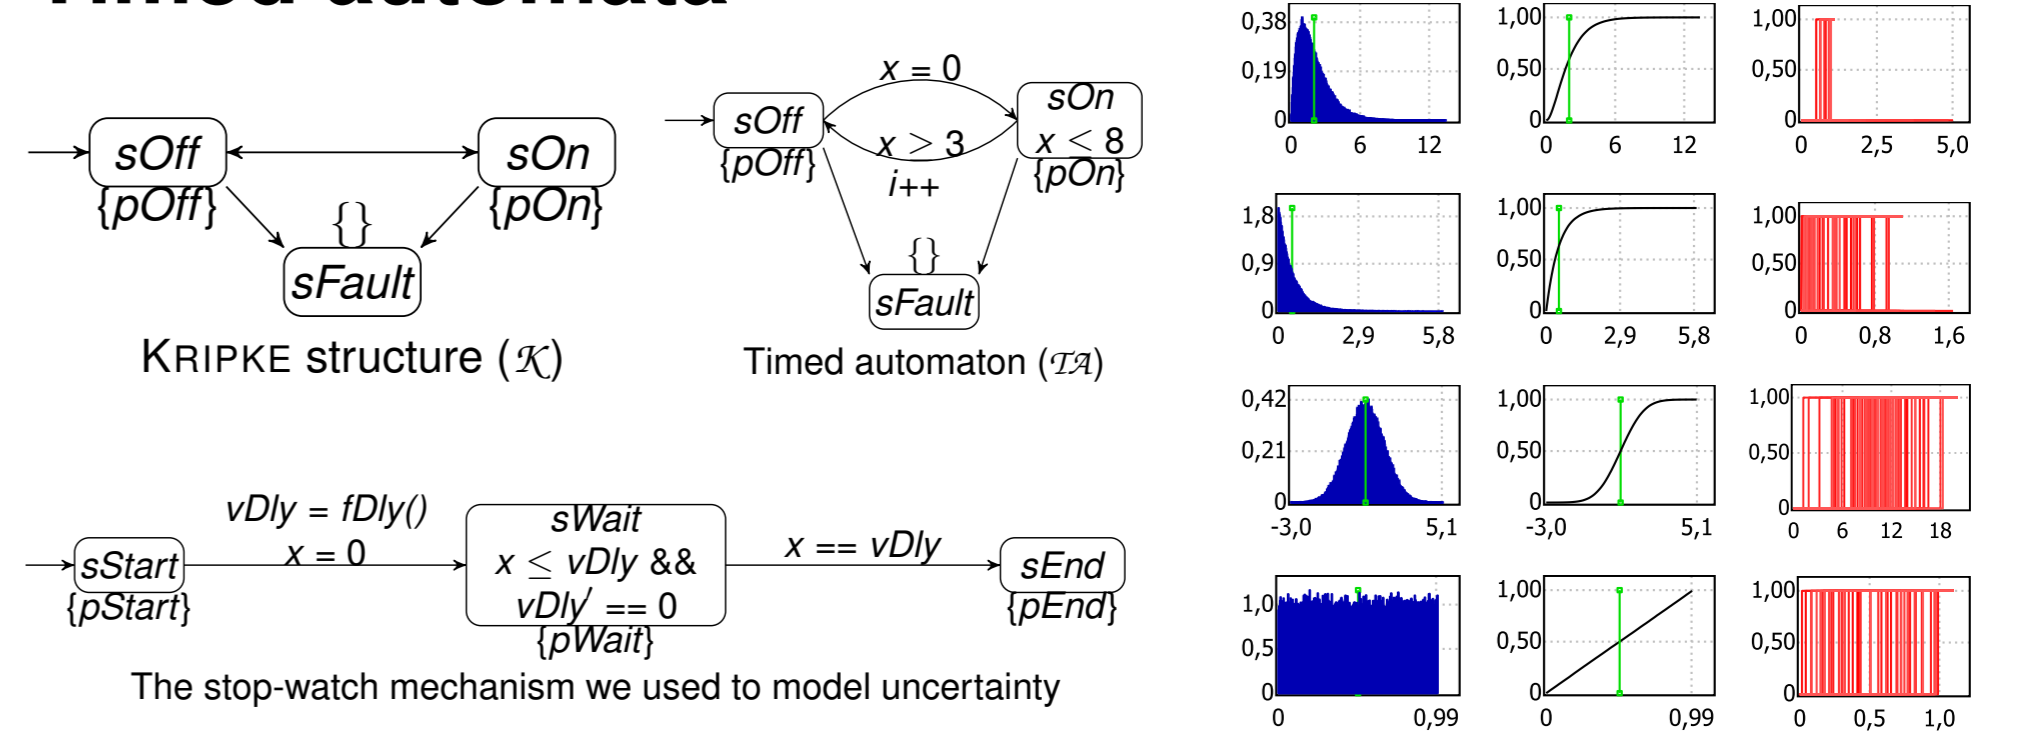 Timed automata
x = 0
sOff
sOn
{pOff}
{pOn}
{}
sFault
KRIPKE structure (𝒦)
sOff
sOn
x ≤ 8
x ≥ 3
i++
{pOff}
{pOn}
{}
sFault
Timed automaton (𝒯𝒜)
vDly = fDly()
x = 0
sStart
{pStart}
sWait
x ≤ vDly &&
vDly′ == 0
{pWait}
x == vDly
sEnd
{pEnd}
The stop-watch mechanism we used to model uncertainty
0,38
0,19
0
0 6 12
1,00
0,50
0
0 6 12
1,00
0,50
0
0 2,5 5,0
1,8
0,9
0
0 2,9 5,8
1,00
0,50
0
0 2,9 5,8
1,00
0,50
0
0 0,8 1,6
0,42
0,21
0
-3,0 5,1
1,00
0,50
0
-3,0 5,1
1,00
0,50
0
0 6 12 18
1,0
0,5
0
0 0,99
1,00
0,50
0
0 0,99
1,00
0,50
0
0 0,5 1,0